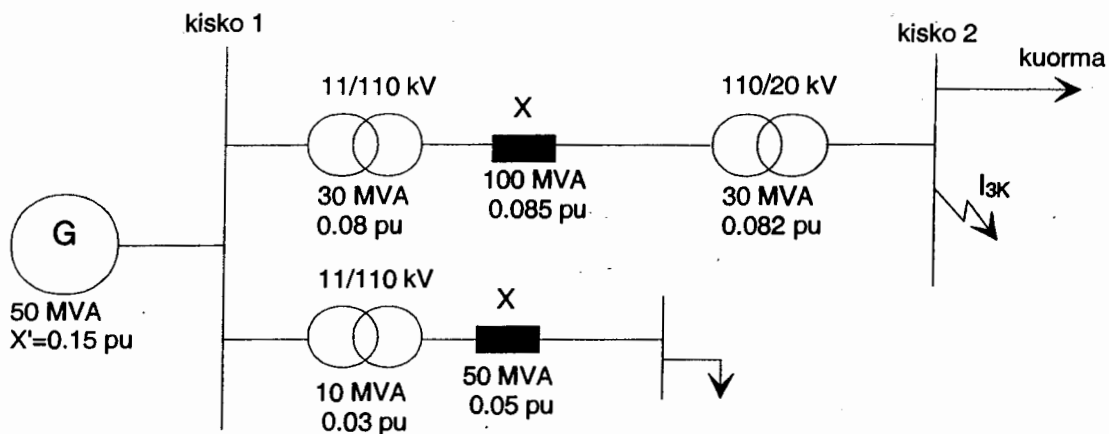 kisko 1
kisko 2
kuorma
11/110 kV
X
110/20 kV
30 MVA
0.08 pu
100 MVA
0.085 pu
30 MVA
0.082 pu
I3K
G
50 MVA
X'=0.15 pu
11/110 kV
X
10 MVA
0.03 pu
50 MVA
0.05 pu